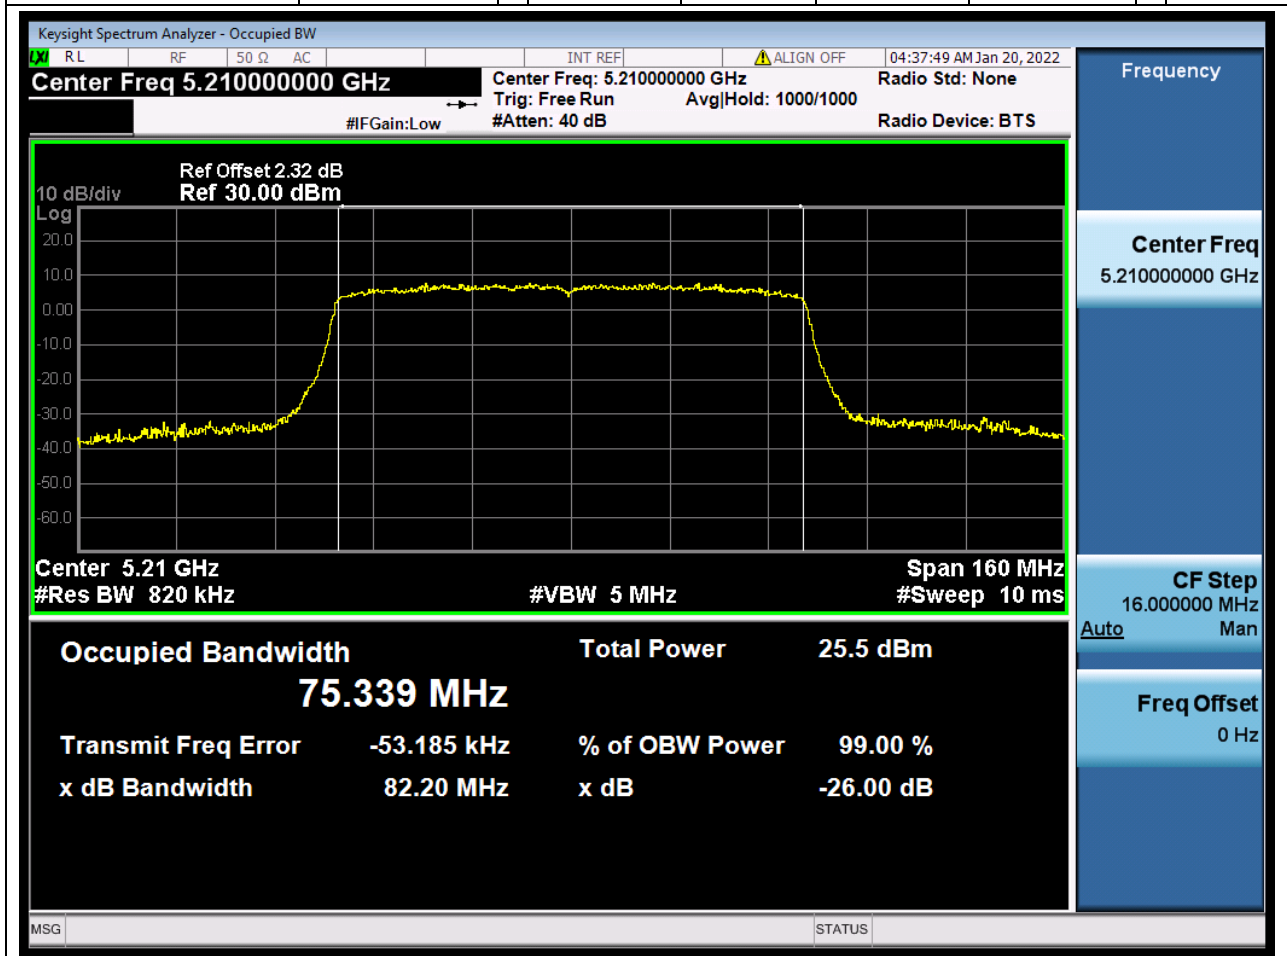 Keysight Spectrum Analyzer - Occupied BW
LXI RL RF 50 Ω AC INT REF ALIGN OFF 04:37:49 AM Jan 20, 2022
Center Freq 5.210000000 GHz
Center Freq: 5.210000000 GHz Radio Std: None
Trig: Free Run Avg|Hold: 1000/1000
#IFGain:Low #Atten: 40 dB Radio Device: BTS
Ref Offset 2.32 dB
10 dB/div Ref 30.00 dBm
Log
20.0
10.0
0.00
-10.0
-20.0
-30.0
-40.0
-50.0
-60.0
Center 5.21 GHz Span 160 MHz
#Res BW 820 kHz #VBW 5 MHz #Sweep 10 ms
Occupied Bandwidth Total Power 25.5 dBm
75.339 MHz
Transmit Freq Error -53.185 kHz % of OBW Power 99.00 %
x dB Bandwidth 82.20 MHz x dB -26.00 dB
MSG STATUS
Frequency
Center Freq
5.210000000 GHz
CF Step
16.000000 MHz
Auto Man
Freq Offset
0 Hz